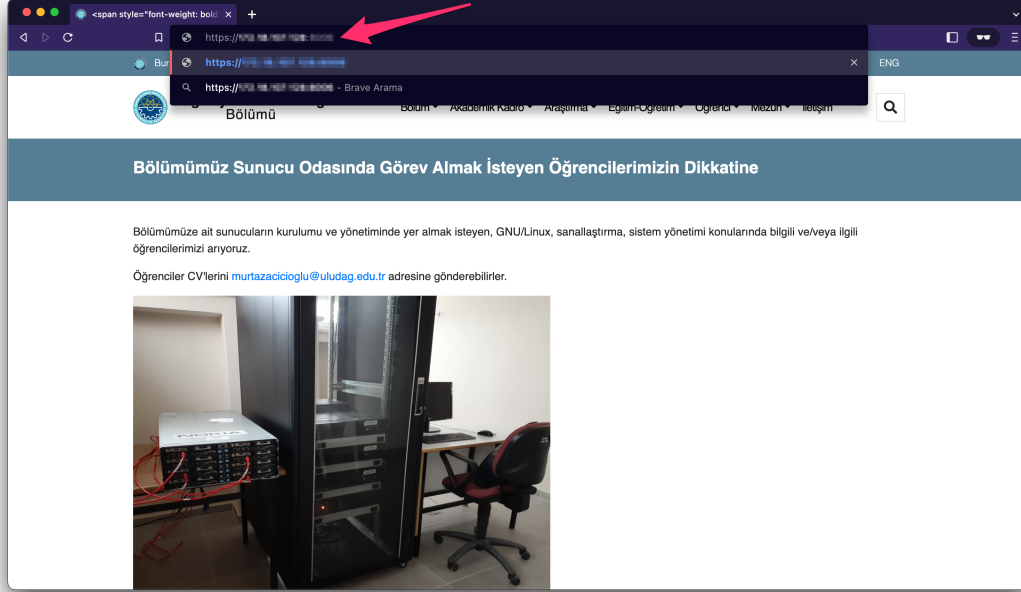 <span style="font-weight: bold
https://
https://
https:// - Brave Arama
Bur
ENG
Bölümü
Bölüm Akademik Kadro Araştırma Eğitim-Öğretim Öğrenci Mezun İletişim
Bölümümüz Sunucu Odasında Görev Almak İsteyen Öğrencilerimizin Dikkatine
Bölümümüze ait sunucuların kurulumu ve yönetiminde yer almak isteyen, GNU/Linux, sanallaştırma, sistem yönetimi konularında bilgili ve/veya ilgili
öğrencilerimizi arıyoruz.
Öğrenciler CV'lerini murtazacicioglu@uludag.edu.tr adresine gönderebilirler.
NOKIA